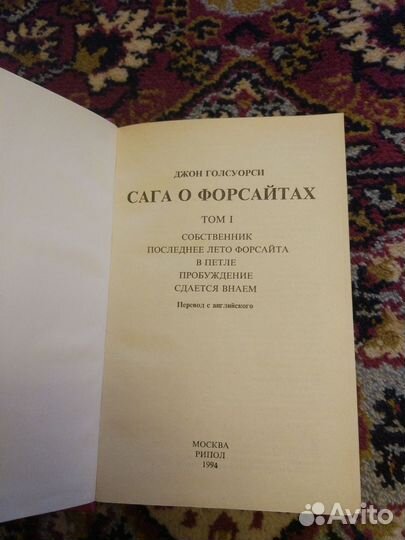 ДЖОН ГОЛСУОРСИ
САГА О ФОРСАЙТАХ
ТОМ I
СОБСТВЕННИК
ПОСЛЕДНЕЕ ЛЕТО ФОРСАЙТА
В ПЕТЛЕ
ПРОБУЖДЕНИЕ
СДАЕТСЯ ВНАЕМ
Перевод с английского
МОСКВА
РИПОЛ
1994
Avito